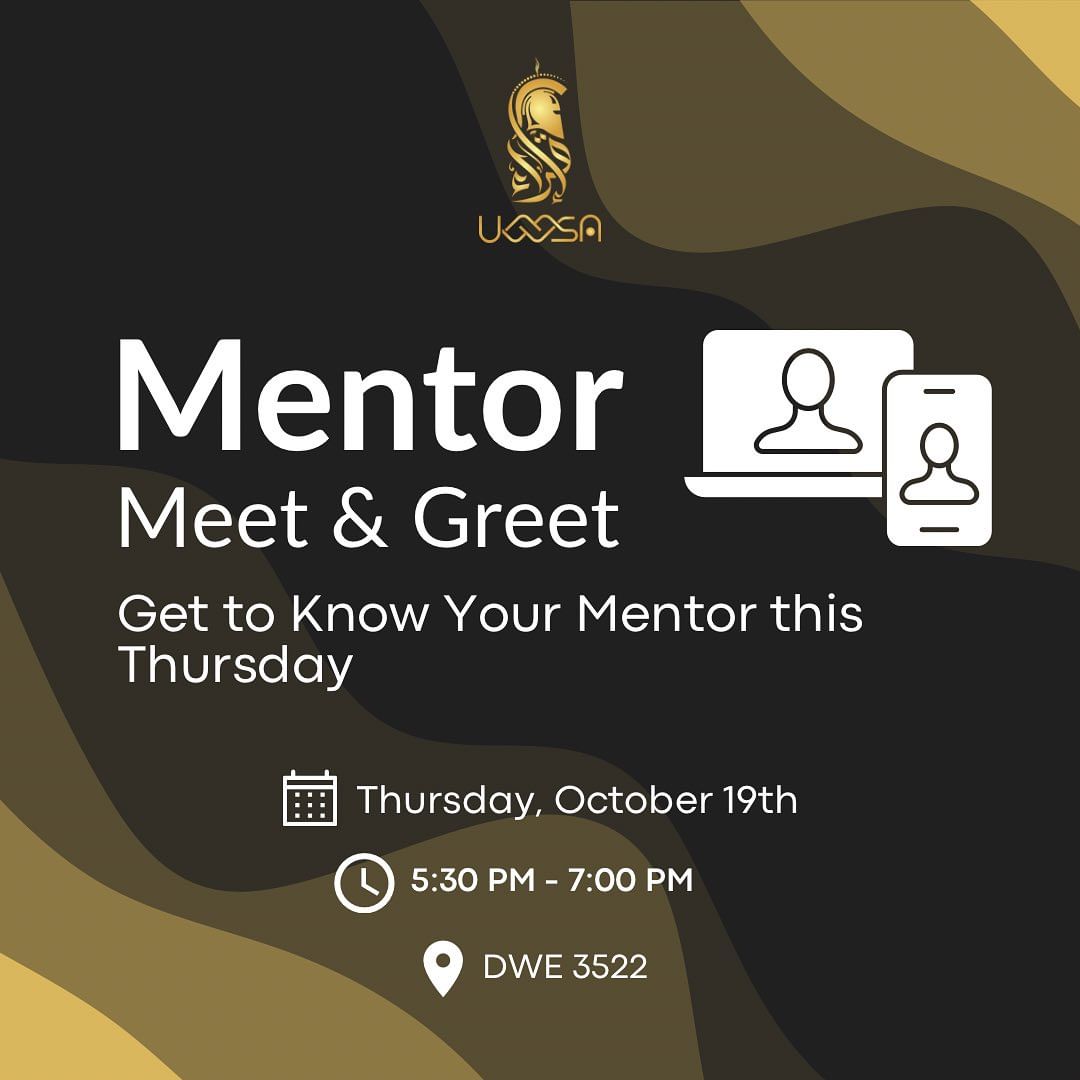 Mentor
Meet & Greet
Get to Know Your Mentor this
Thursday
Thursday, October 19th
5:30 PM - 7:00 PM
DWE 3522